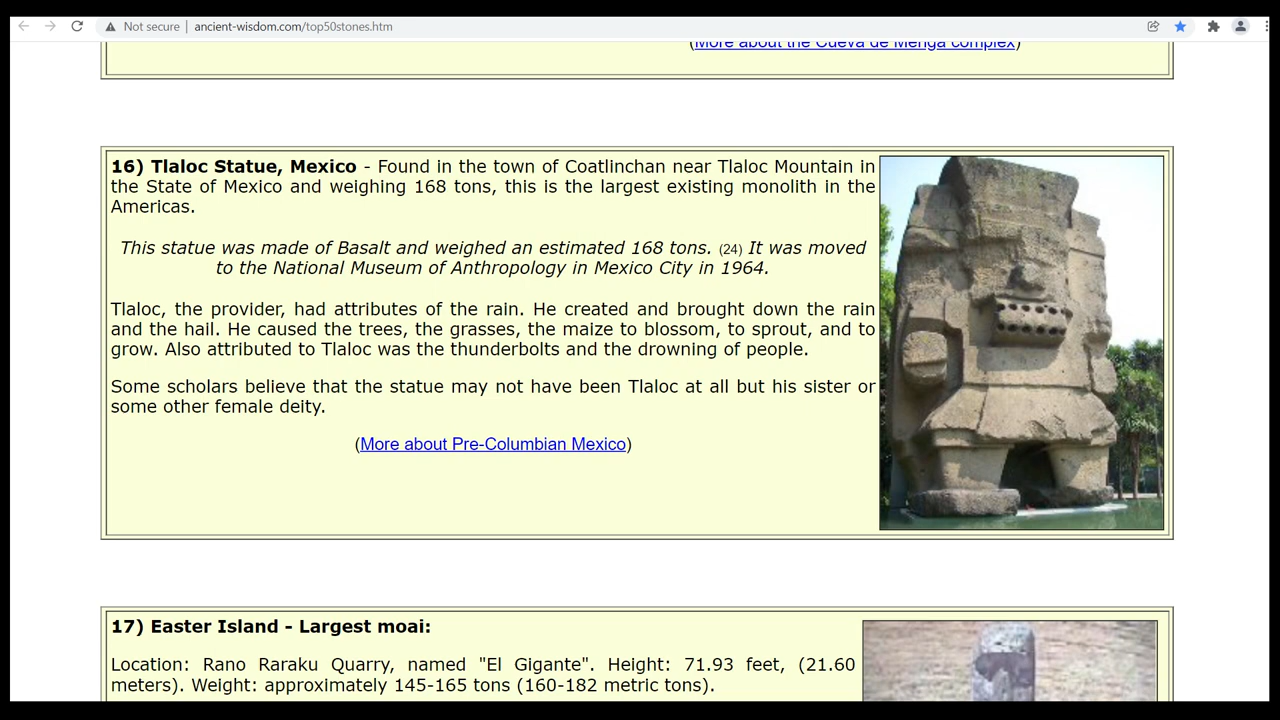 Not secure | ancient-wisdom.com/top50stones.htm
(More about the Cueva de Menga complex)
16) Tlaloc Statue, Mexico - Found in the town of Coatlinchan near Tlaloc Mountain in
the State of Mexico and weighing 168 tons, this is the largest existing monolith in the
Americas.
This statue was made of Basalt and weighed an estimated 168 tons. (24) It was moved
to the National Museum of Anthropology in Mexico City in 1964.
Tlaloc, the provider, had attributes of the rain. He created and brought down the rain
and the hail. He caused the trees, the grasses, the maize to blossom, to sprout, and to
grow. Also attributed to Tlaloc was the thunderbolts and the drowning of people.
Some scholars believe that the statue may not have been Tlaloc at all but his sister or
some other female deity.
(More about Pre-Columbian Mexico)
17) Easter Island - Largest moai:
Location: Rano Raraku Quarry, named "El Gigante". Height: 71.93 feet, (21.60
meters). Weight: approximately 145-165 tons (160-182 metric tons).